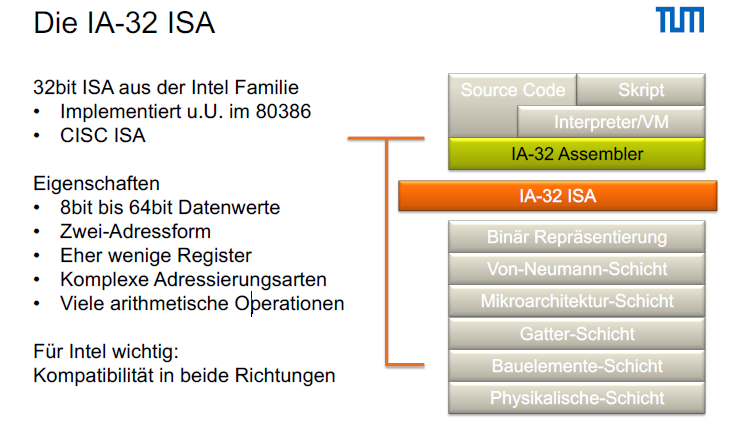 Die IA-32 ISA
TUM
32bit ISA aus der Intel Familie
• Implementiert u.U. im 80386
• CISC ISA
Eigenschaften
• 8bit bis 64bit Datenwerte
• Zwei-Adressform
• Eher wenige Register
• Komplexe Adressierungsarten
• Viele arithmetische Operationen
Für Intel wichtig:
Kompatibilität in beide Richtungen
Source Code
Skript
Interpreter/VM
IA-32 Assembler
IA-32 ISA
Binär Repräsentierung
Von-Neumann-Schicht
Mikroarchitektur-Schicht
Gatter-Schicht
Bauelemente-Schicht
Physikalische-Schicht